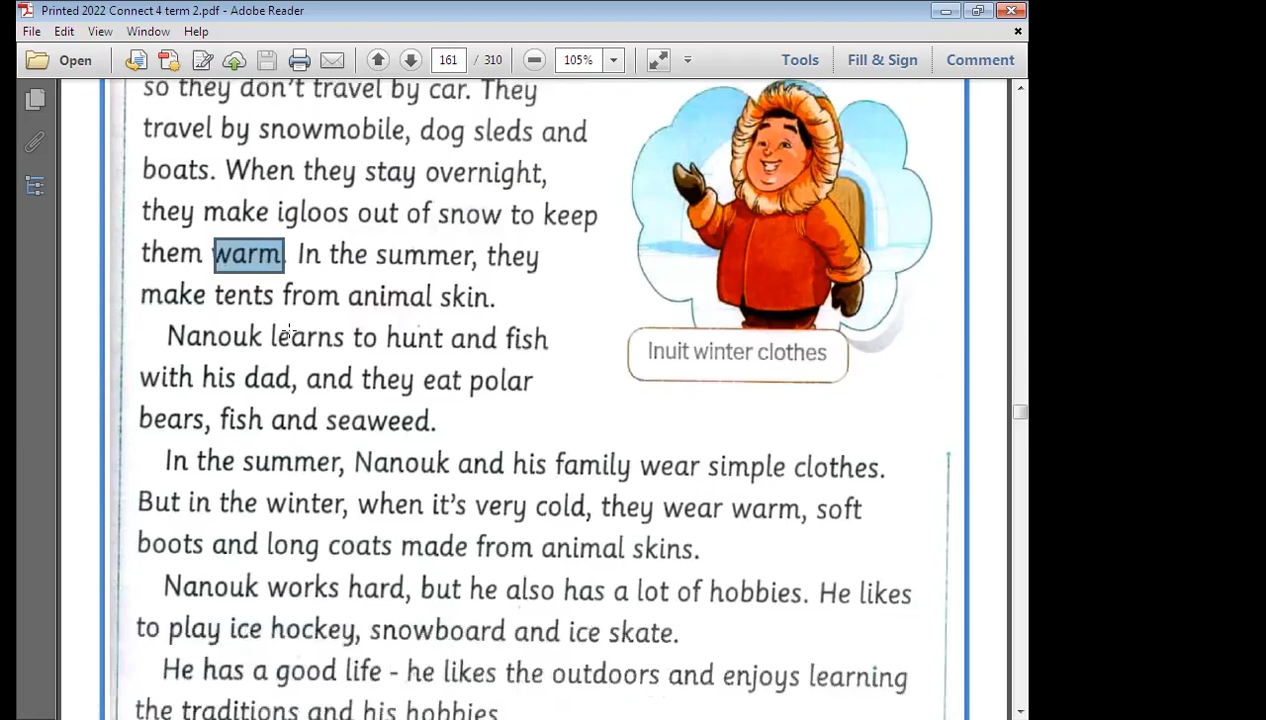 Printed 2022 Connect 4 term 2.pdf - Adobe Reader
File Edit View Window Help
Open 161 / 310 105% Tools Fill & Sign Comment
so they don't travel by car. They
travel by snowmobile, dog sleds and
boats. When they stay overnight,
they make igloos out of snow to keep
them warm. In the summer, they
make tents from animal skin.
Inuit winter clothes
Nanouk learns to hunt and fish
with his dad, and they eat polar
bears, fish and seaweed.
In the summer, Nanouk and his family wear simple clothes.
But in the winter, when it's very cold, they wear warm, soft
boots and long coats made from animal skins.
Nanouk works hard, but he also has a lot of hobbies. He likes
to play ice hockey, snowboard and ice skate.
He has a good life - he likes the outdoors and enjoys learning
the traditions and his hobbies